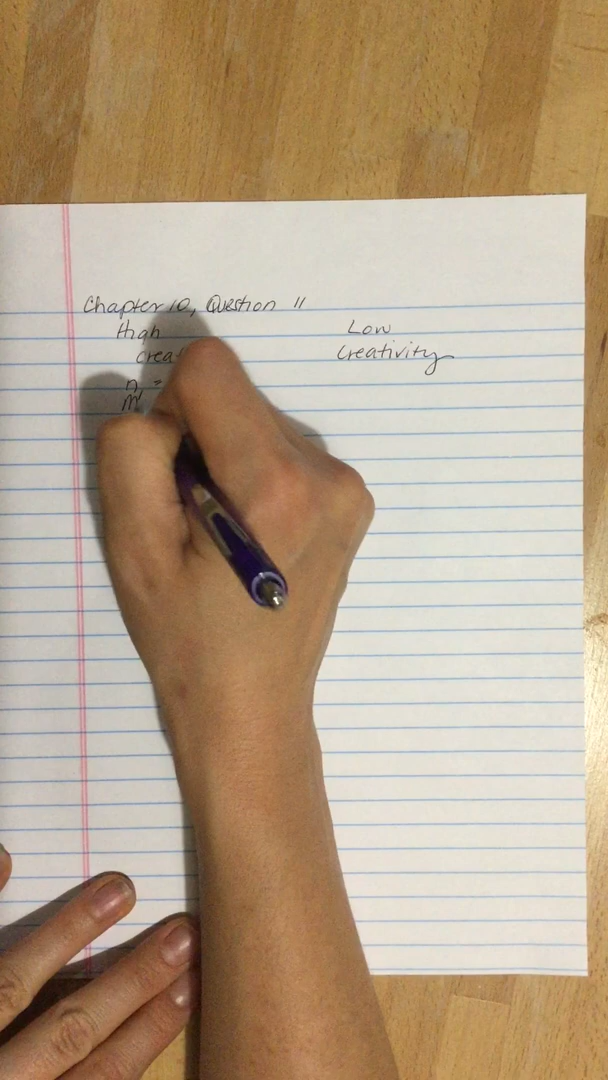 Chapter 10, Question 11
High Low
Creativity
n =
M